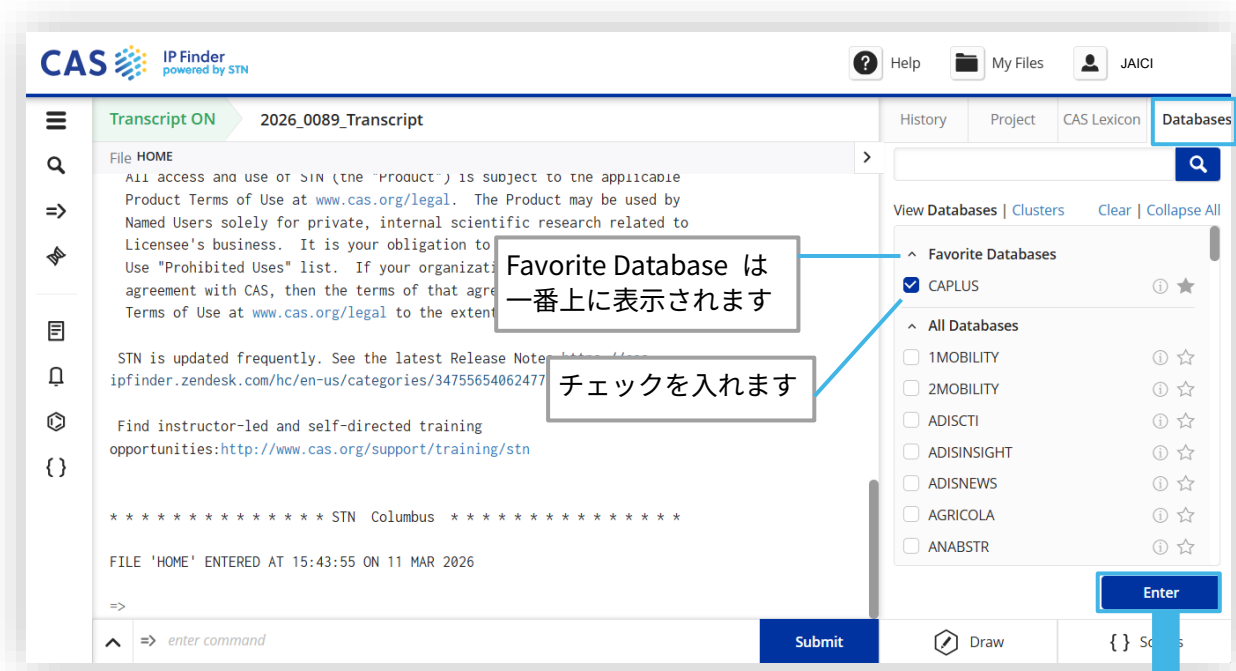 CAS IP Finder
powered by STN
Help
My Files
JAICI
Transcript ON
2026_0089_Transcript
History
Project
CAS Lexicon
Databases
File HOME
All access and use of STN (the "Product") is subject to the applicable
Product Terms of Use at www.cas.org/legal. The Product may be used by
Named Users solely for private, internal scientific research related to
Licensee's business. It is your obligation to
Use "Prohibited Uses" list. If your organizati
agreement with CAS, then the terms of that agre
Terms of Use at www.cas.org/legal to the extent
STN is updated frequently. See the latest Release Note
ipfinder.zendesk.com/hc/en-us/categories/34755654062477
Find instructor-led and self-directed training
opportunities:http://www.cas.org/support/training/stn
* * * * * * * * * * * * * * STN Columbus * * * * * * * * * * * * * * *
FILE 'HOME' ENTERED AT 15:43:55 ON 11 MAR 2026
=>
=> enter command
Submit
Favorite Database は
一番上に表示されます
チェックを入れます
View Databases | Clusters
Clear | Collapse All
Favorite Databases
CAPLUS
All Databases
1MOBILITY
2MOBILITY
ADISCTI
ADISINSIGHT
ADISNEWS
AGRICOLA
ANABSTR
Enter
Draw
{ }